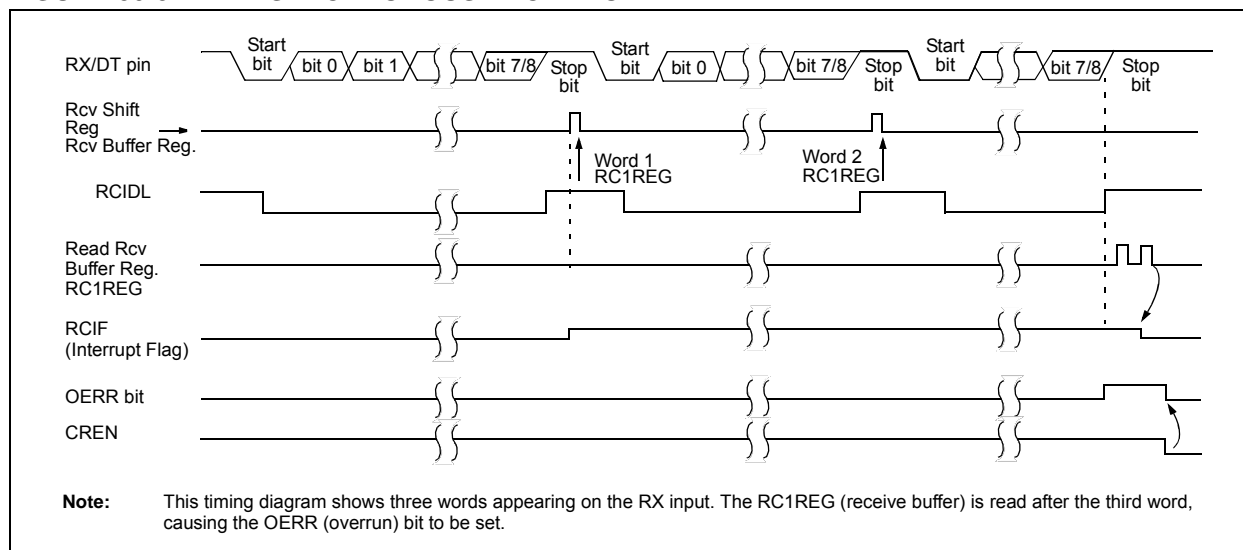 Start
bit
bit 0
bit 1
bit 7/8
Stop
bit
Start
bit
bit 0
bit 7/8
Stop
bit
Start
bit
bit 7/8
Stop
bit
RX/DT pin
Rcv Shift
Reg
Rcv Buffer Reg.
Word 1
RC1REG
Word 2
RC1REG
RCIDL
Read Rcv
Buffer Reg.
RC1REG
RCIF
(Interrupt Flag)
OERR bit
CREN
Note: This timing diagram shows three words appearing on the RX input. The RC1REG (receive buffer) is read after the third word,
causing the OERR (overrun) bit to be set.